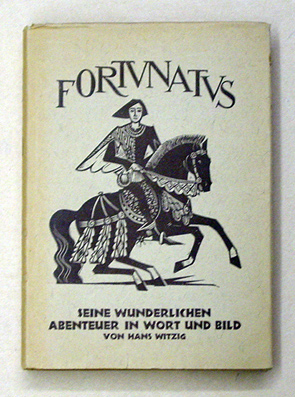 FORTVNATVS
SEINE WUNDERLICHEN
ABENTEUER IN WORT UND BILD
VON HANS WITZIG